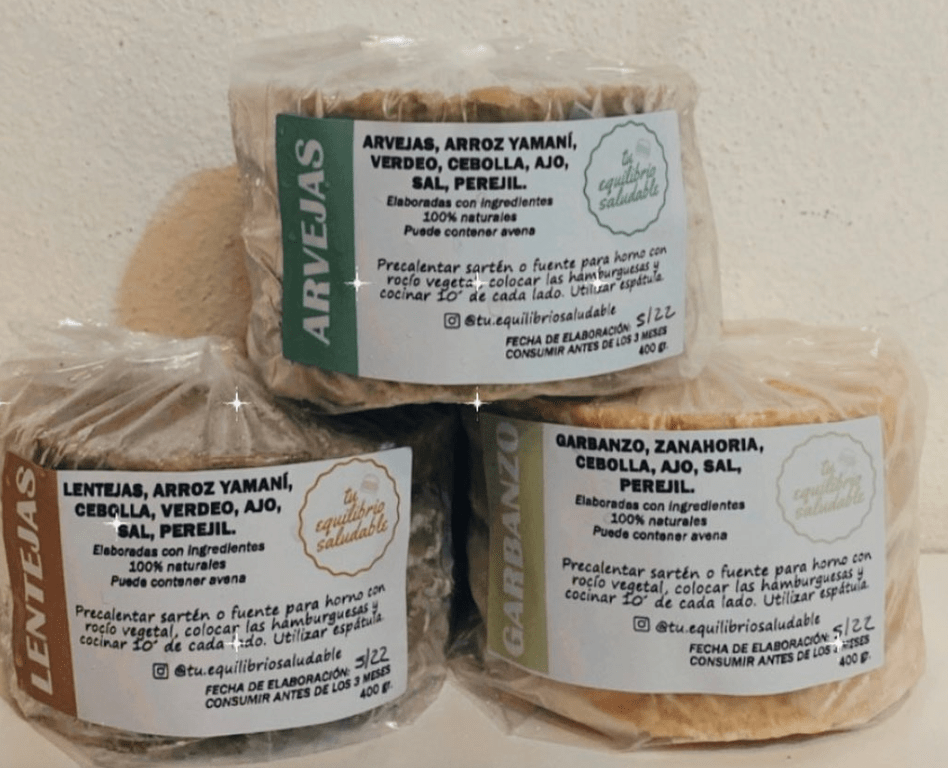 ARVEJAS
ARVEJAS, ARROZ YAMANÍ,
VERDEO, CEBOLLA, AJO,
SAL, PEREJIL.
Elaboradas con ingredientes
100% naturales
Puede contener avena
tu
equilibrio
saludable
Precalentar sartén o fuente para horno con
rocío vegetal, colocar las hamburguesas y
cocinar 10' de cada lado. Utilizar espátula.
@tu.equilibriosaludable
FECHA DE ELABORACIÓN: 5/22
CONSUMIR ANTES DE LOS 3 MESES
400 gr.
LENTEJAS
LENTEJAS, ARROZ YAMANÍ,
CEBOLLA, VERDEO, AJO,
SAL, PEREJIL.
Elaboradas con ingredientes
100% naturales
Puede contener avena
tu
equilibrio
saludable
Precalentar sartén o fuente para horno con
rocío vegetal, colocar las hamburguesas y
cocinar 10' de cada lado. Utilizar espátula.
@tu.equilibriosaludable
FECHA DE ELABORACIÓN: 5/22
CONSUMIR ANTES DE LOS 3 MESES
400 gr.
GARBANZO
GARBANZO, ZANAHORIA,
CEBOLLA, AJO, SAL,
PEREJIL.
Elaboradas con ingredientes
100% naturales
Puede contener avena
tu
equilibrio
saludable
Precalentar sartén o fuente para horno con
rocío vegetal, colocar las hamburguesas y
cocinar 10' de cada lado. Utilizar espátula.
@tu.equilibriosaludable
FECHA DE ELABORACIÓN: 5/22
CONSUMIR ANTES DE LOS 3 MESES
400 gr.